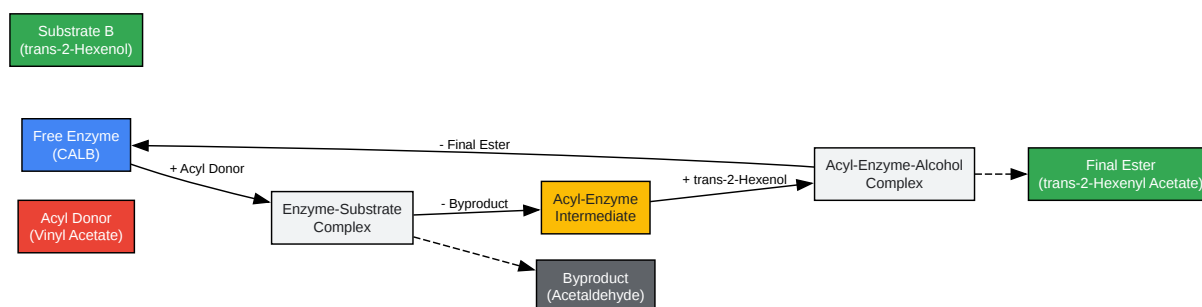 Substrate B
(trans-2-Hexenol)
Free Enzyme
(CALB)
- Final Ester
+ Acyl Donor
Acyl Donor
(Vinyl Acetate)
Enzyme-Substrate
Complex
- Byproduct
Acyl-Enzyme
Intermediate
+ trans-2-Hexenol
Acyl-Enzyme-Alcohol
Complex
Final Ester
(trans-2-Hexenyl Acetate)
Byproduct
(Acetaldehyde)